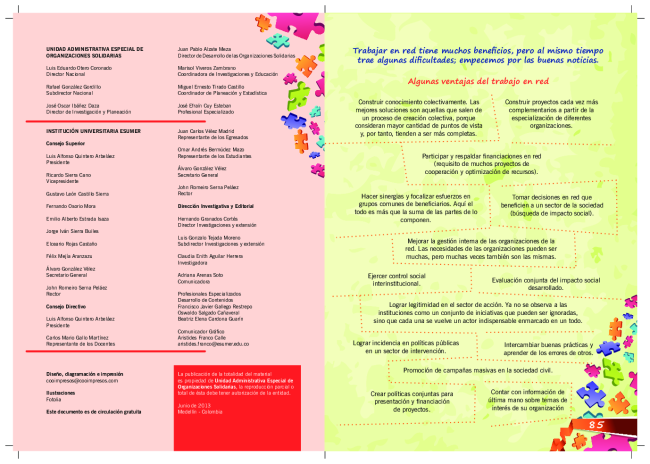 UNIDAD ADMINISTRATIVA ESPECIAL DE
ORGANIZACIONES SOLIDARIAS
Luis Eduardo Otero Coronado
Director Nacional
Rafael González Gordillo
Subdirector Nacional
José Oscar Ibáñez Daza
Director de Investigación y Planeación
Juan Pablo Alzate Meza
Director de Desarrollo de las Organizaciones Solidarias
Marisol Viveros Zambrano
Coordinadora de Investigaciones y Educación
Miguel Ernesto Tirado Castillo
Coordinador de Planeación y Estadística
José Efraín Cuy Esteban
Profesional Especializado
INSTITUCIÓN UNIVERSITARIA ESUMER
Consejo Superior
Luis Alfonso Quintero Arbeláez
Presidente
Ricardo Sierra Cano
Vicepresidente
Gustavo León Castillo Sierra
Fernando Osorio Mora
Emilio Alberto Estrada Isaza
Jorge Iván Sierra Builes
Elceario Rojas Castaño
Félix Mejía Aranzaza
Álvaro González Vélez
Secretario General
John Romeiro Serna Peláez
Rector
Consejo Directivo
Luis Alfonso Quintero Arbeláez
Presidente
Carlos Mario Gallo Martínez
Representante de los Docentes
Juan Carlos Vélez Madrid
Representante de los Egresados
Omar Andrés Bermúdez Mazo
Representante de los Estudiantes
Álvaro González Vélez
Secretario General
John Romeiro Serna Peláez
Rector
Dirección Investigativa y Editorial
Hernando Granados Cortés
Director Investigaciones y extensión
Luis Gonzalo Tejada Moreno
Subdirector Investigaciones y extensión
Claudia Enith Aguilar Herrera
Investigadora
Adriana Arenas Soto
Comunicadora
Profesionales Especializados
Desarrollo de Contenidos
Francisco Javier Gallego Restrepo
Oswaldo Salgado Cañaveral
Beatriz Elena Cardona Guarín
Comunicador Gráfico
Arístides Franco Calle
aristides.franco@esumer.edu.co
Diseño, diagramación e impresión
cooimpresos@cooimpresos.com
Ilustraciones
Fotolia
Este documento es de circulación gratuita
La publicación de la totalidad del material
es propiedad de Unidad Administrativa Especial de
Organizaciones Solidarias, la reproducción parcial o
total de ésta debe tener autorización de la entidad.
Junio de 2013
Medellín - Colombia
Trabajar en red tiene muchos beneficios, pero al mismo tiempo
trae algunas dificultades; empecemos por las buenas noticias.
Algunas ventajas del trabajo en red
Construir conocimiento colectivamente. Las
mejores soluciones son aquellas que salen de
un proceso de creación colectiva, porque
consideran mayor cantidad de puntos de vista
y, por tanto, tienden a ser más completas.
Construir proyectos cada vez más
complementarios a partir de la
especialización de diferentes
organizaciones.
Participar y respaldar financiaciones en red
(requisito de muchos proyectos de
cooperación y optimización de recursos).
Hacer sinergias y focalizar esfuerzos en
grupos comunes de beneficiarios. Aquí el
todo es más que la suma de las partes de lo
componen.
Tomar decisiones en red que
beneficien a un sector de la sociedad
(búsqueda de impacto social).
Mejorar la gestión interna de las organizaciones de la
red. Las necesidades de las organizaciones pueden ser
muchas, pero muchas veces también son las mismas.
Ejercer control social
interinstitucional.
Evaluación conjunta del impacto social
desarrollado.
Lograr legitimidad en el sector de acción. Ya no se observa a las
instituciones como un conjunto de iniciativas que pueden ser ignoradas,
sino que cada una se vuelve un actor indispensable enmarcado en un todo.
Lograr incidencia en políticas públicas
en un sector de intervención.
Intercambiar buenas prácticas y
aprender de los errores de otros.
Promoción de campañas masivas en la sociedad civil.
Crear políticas conjuntas para
presentación y financiación
de proyectos.
Contar con información de
última mano sobre temas de
interés de su organización
85